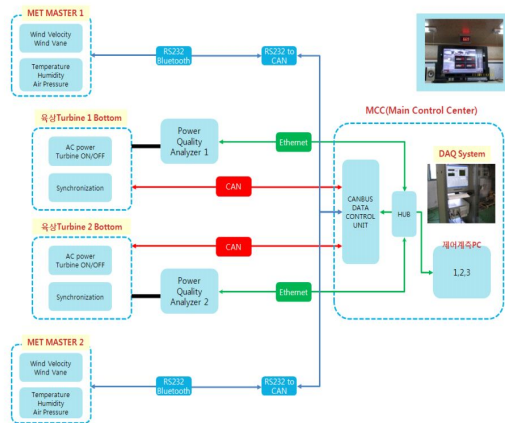 MET MASTER 1
Wind Velocity
Wind Vane
Temperature
Humidity
Air Pressure
RS232
Bluetooth
RS232 to
CAN
육상Turbine 1 Bottom
AC power
Turbine ON/OFF
Synchronization
Power
Quality
Analyzer 1
Ethernet
CAN
MCC(Main Control Center)
DAQ System
CANBUS
DATA
CONTROL
UNIT
HUB
제어계측PC
1,2,3
육상Turbine 2 Bottom
AC power
Turbine ON/OFF
Synchronization
CAN
Power
Quality
Analyzer 2
Ethernet
MET MASTER 2
Wind Velocity
Wind Vane
Temperature
Humidity
Air Pressure
RS232
Bluetooth
RS232 to
CAN